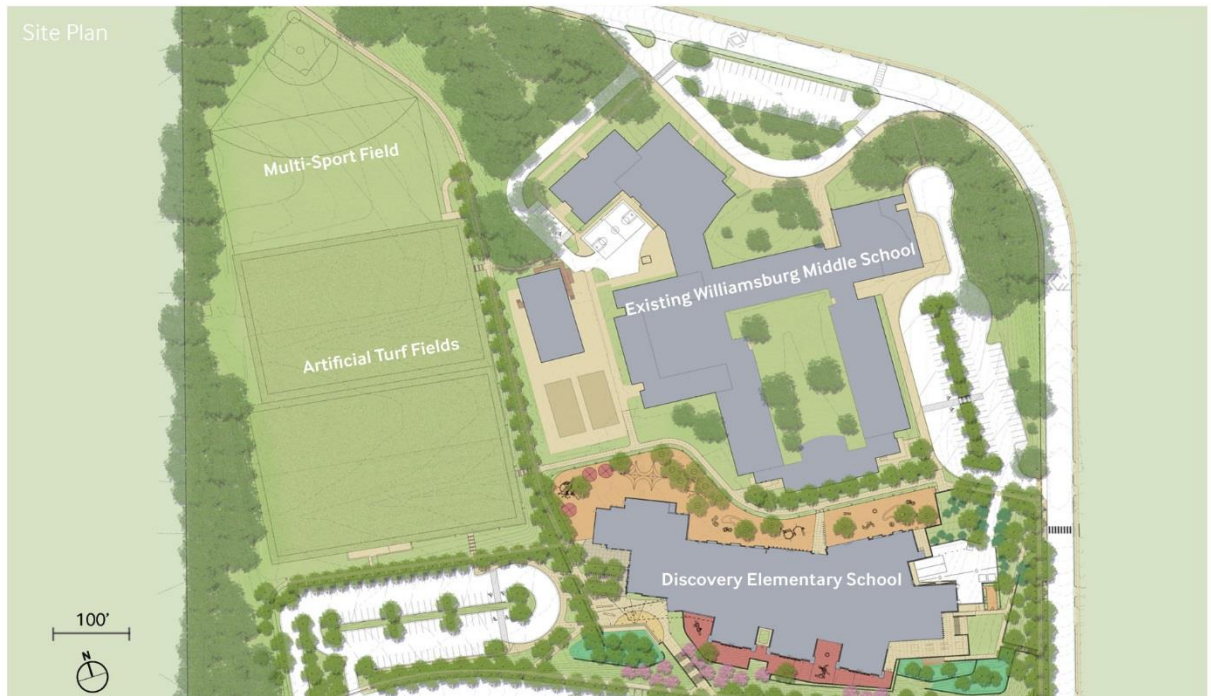 Site Plan
Multi-Sport Field
Existing Williamsburg Middle School
Artificial Turf Fields
Discovery Elementary School
100'
N